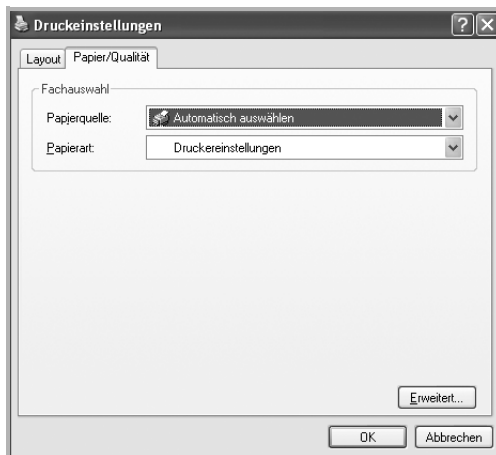 Druckeinstellungen
Layout Papier/Qualität
Fachauswahl
Papierquelle: Automatisch auswählen
Papierart: Druckereinstellungen
Erweitert...
OK Abbrechen